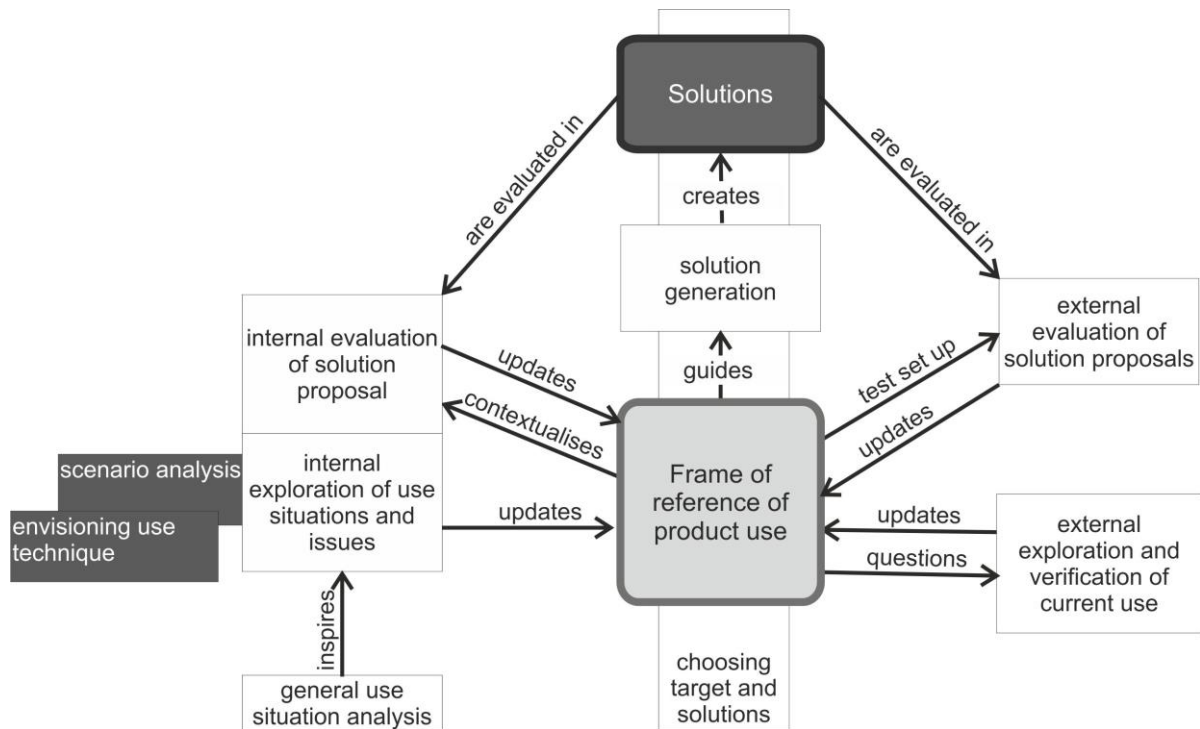 Solutions
are evaluated in
are evaluated in
creates
solution
generation
guides
internal evaluation
of solution
proposal
updates
contextualises
test set up
updates
external
evaluation of
solution proposals
scenario analysis
envisioning use
technique
internal
exploration of use
situations and
issues
updates
Frame of
reference of
product use
updates
questions
external
exploration and
verification of
current use
inspires
general use
situation analysis
choosing
target and
solutions